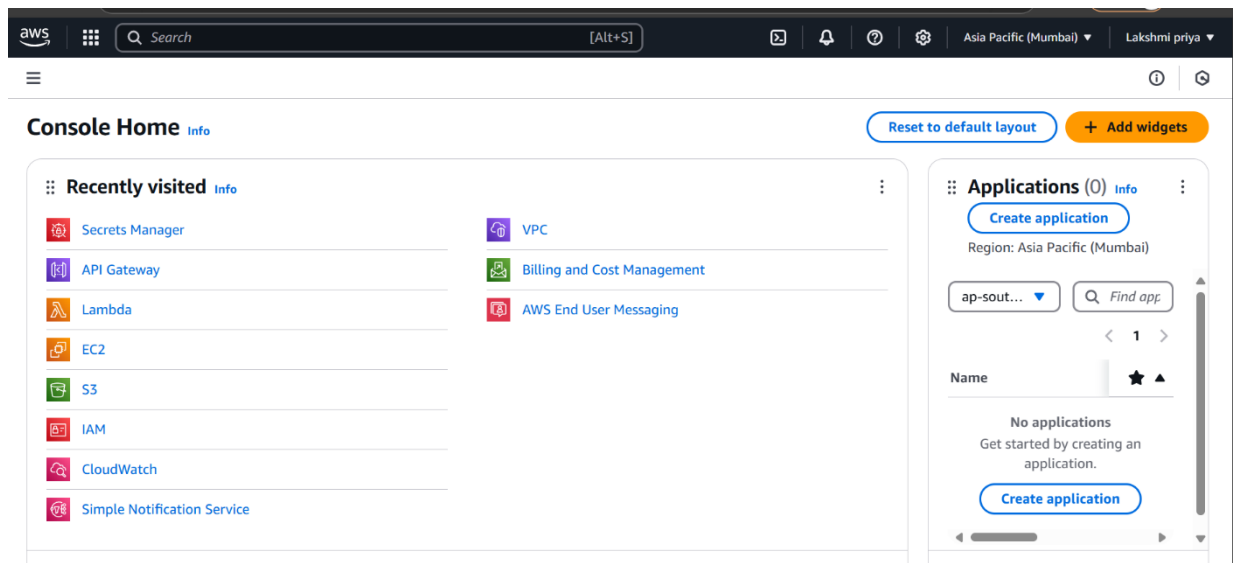 aws
Search [Alt+S]
Asia Pacific (Mumbai) ▼ Lakshmi priya ▼
Console Home Info
Reset to default layout
+ Add widgets
Recently visited Info
Secrets Manager
API Gateway
Lambda
EC2
S3
IAM
CloudWatch
Simple Notification Service
VPC
Billing and Cost Management
AWS End User Messaging
Applications (0) Info
Create application
Region: Asia Pacific (Mumbai)
ap-sout... ▼ Find app
< 1 >
Name
No applications
Get started by creating an
application.
Create application